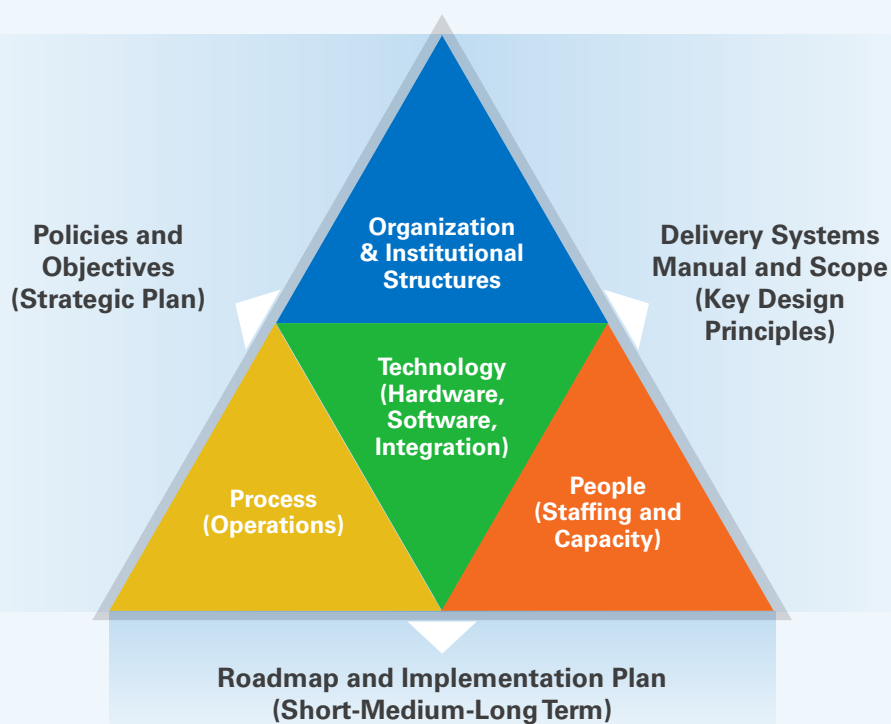 Organization
& Institutional
Structures
Policies and
Objectives
(Strategic Plan)
Delivery Systems
Manual and Scope
(Key Design
Principles)
Technology
(Hardware,
Software,
Integration)
Process
(Operations)
People
(Staffing and
Capacity)
Roadmap and Implementation Plan
(Short-Medium-Long Term)